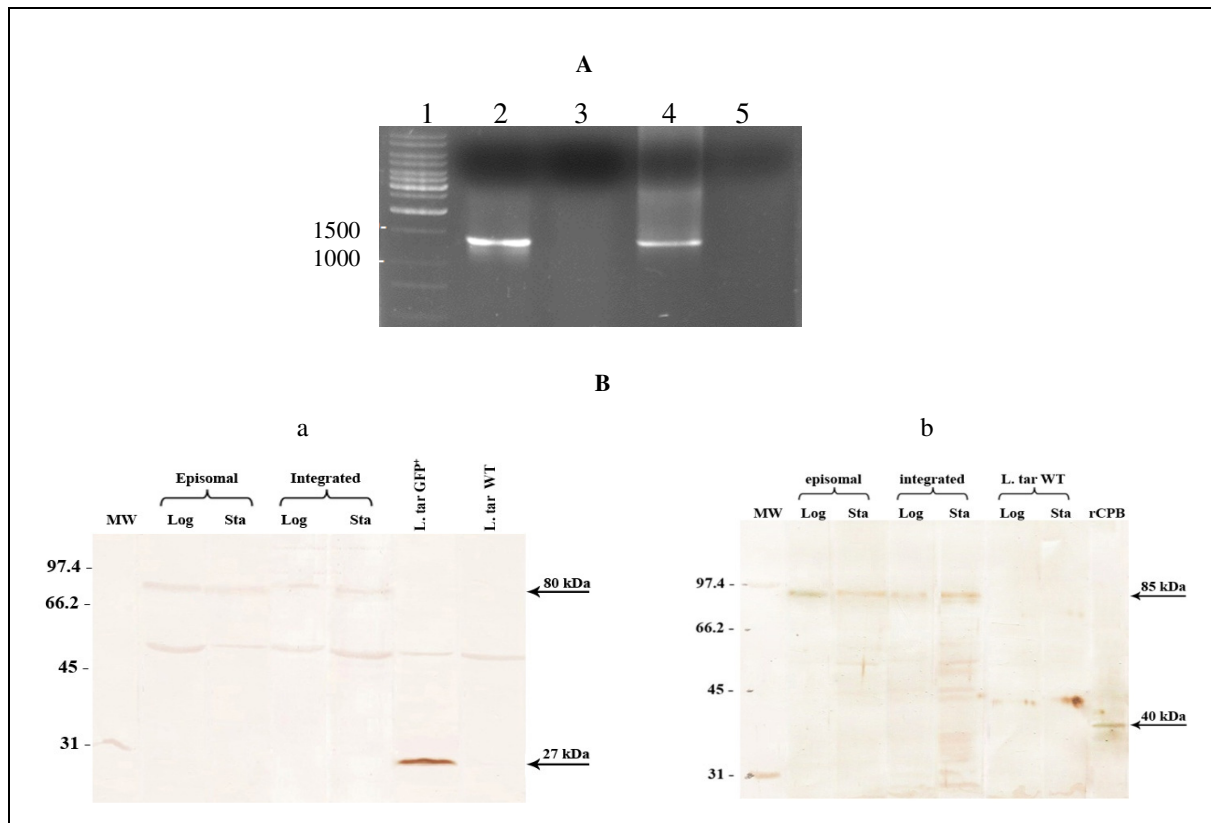 A
1 2 3 4 5
1500
1000
B
a
Episomal Integrated L. tar GFP+ L. tar WT
MW Log Sta Log Sta
97.4 -
66.2 -
45 -
31 -
80 kDa
27 kDa
b
episomal integrated L. tar WT
MW Log Sta Log Sta Log Sta rCPB
97.4 -
66.2 -
45 -
31 -
85 kDa
40 kDa